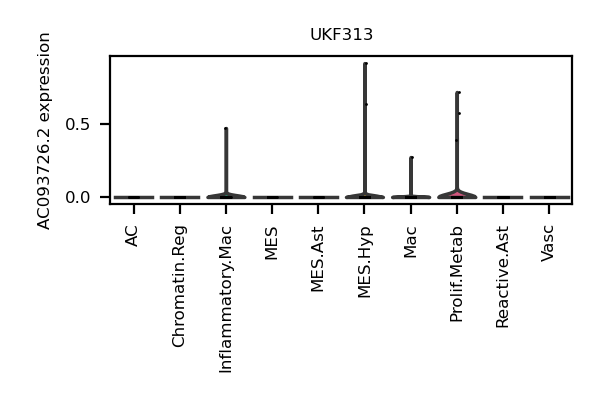 UKF313
AC093726.2 expression
0.5
0.0
AC
Chromatin.Reg
Inflammatory.Mac
MES
MES.Ast
MES.Hyp
Mac
Prolif.Metab
Reactive.Ast
Vasc